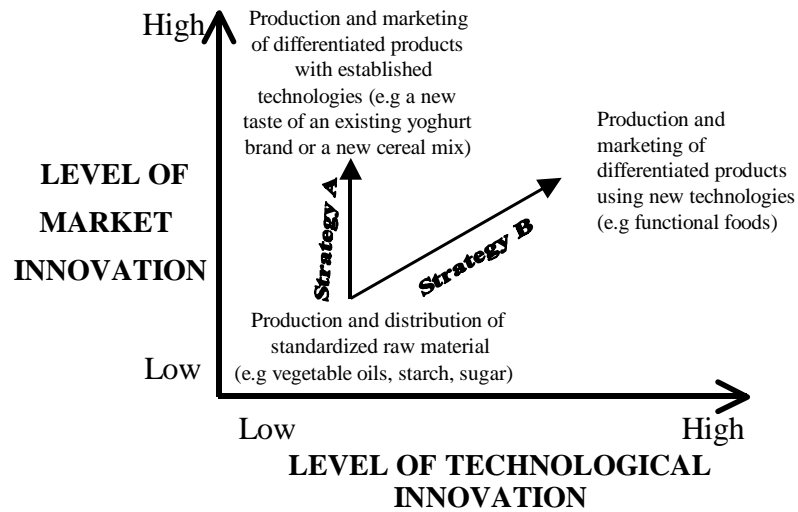 High
Production and marketing
of differentiated products
with established
technologies (e.g a new
taste of an existing yoghurt
brand or a new cereal mix)
Production and
marketing of
differentiated products
using new technologies
(e.g functional foods)
LEVEL OF
MARKET
INNOVATION
Strategy A
Strategy B
Production and distribution of
standardized raw material
(e.g vegetable oils, starch, sugar)
Low
Low
High
LEVEL OF TECHNOLOGICAL
INNOVATION